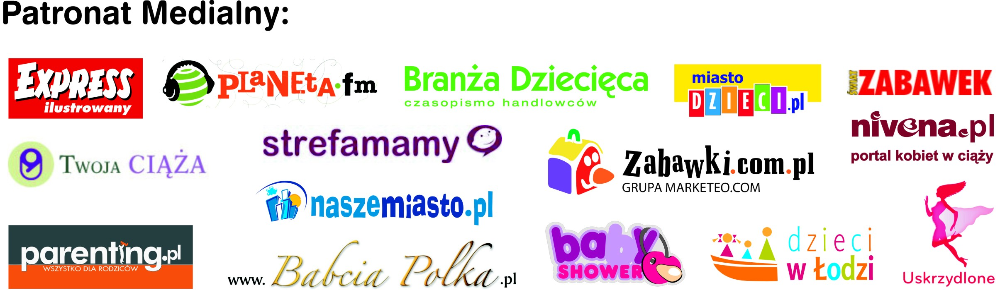 Patronat Medialny:
EXPRESS
ilustrowany
PLaNEtA.fm
Branża Dziecięca
czasopismo handlowców
miasto
DZIECI.pl
ŚWIAT
ZABAWEK
Twoja CIĄŻA
strefamamy
naszemiasto.pl
Zabawki.com.pl
GRUPA MARKETEO.COM
nivena.pl
portal kobiet w ciąży
parenting.pl
WSZYSTKO DLA RODZICÓW
www.Babcia Polka.pl
baby
SHOWER
dzieci
w Łodzi
Uskrzydlone